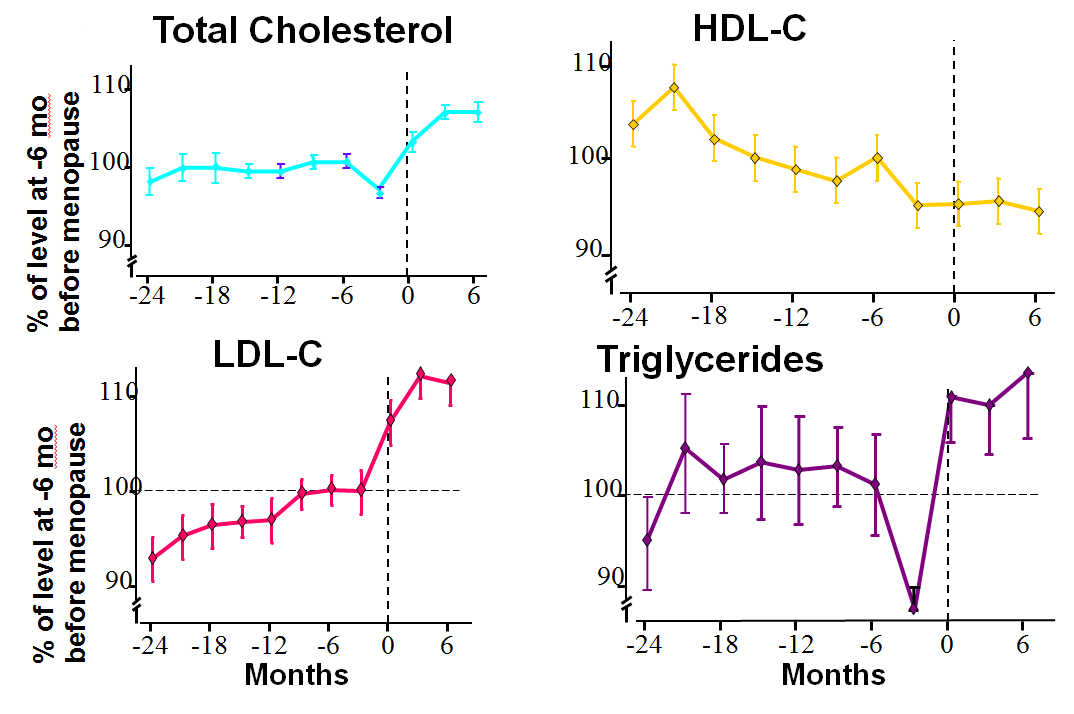 Total Cholesterol
% of level at -6 mo
before menopause
110
100
90
-24 -18 -12 -6 0 6
HDL-C
110
100
90
-24 -18 -12 -6 0 6
LDL-C
% of level at -6 mo
before menopause
110
100
90
-24 -18 -12 -6 0 6
Months
Triglycerides
110
100
90
-24 -18 -12 -6 0 6
Months